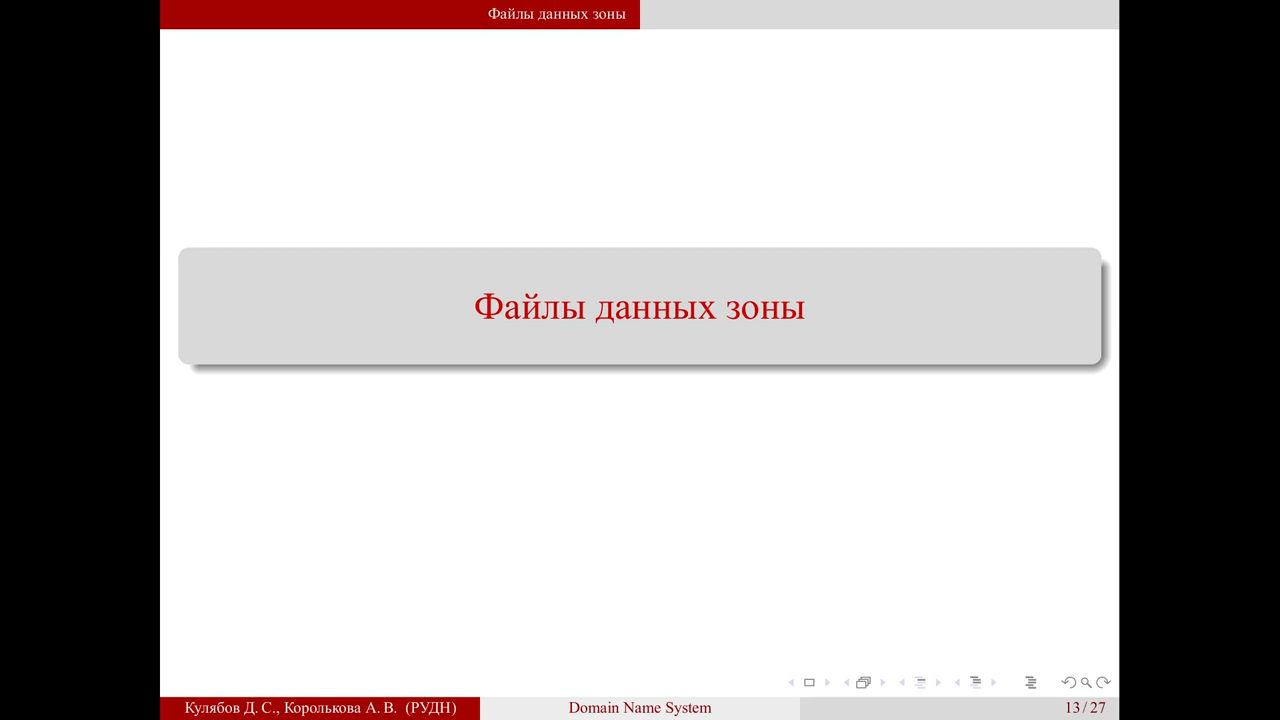 Файлы данных зоны
Файлы данных зоны
Кулябов Д. С., Королькова А. В. (РУДН)
Domain Name System
13 / 27